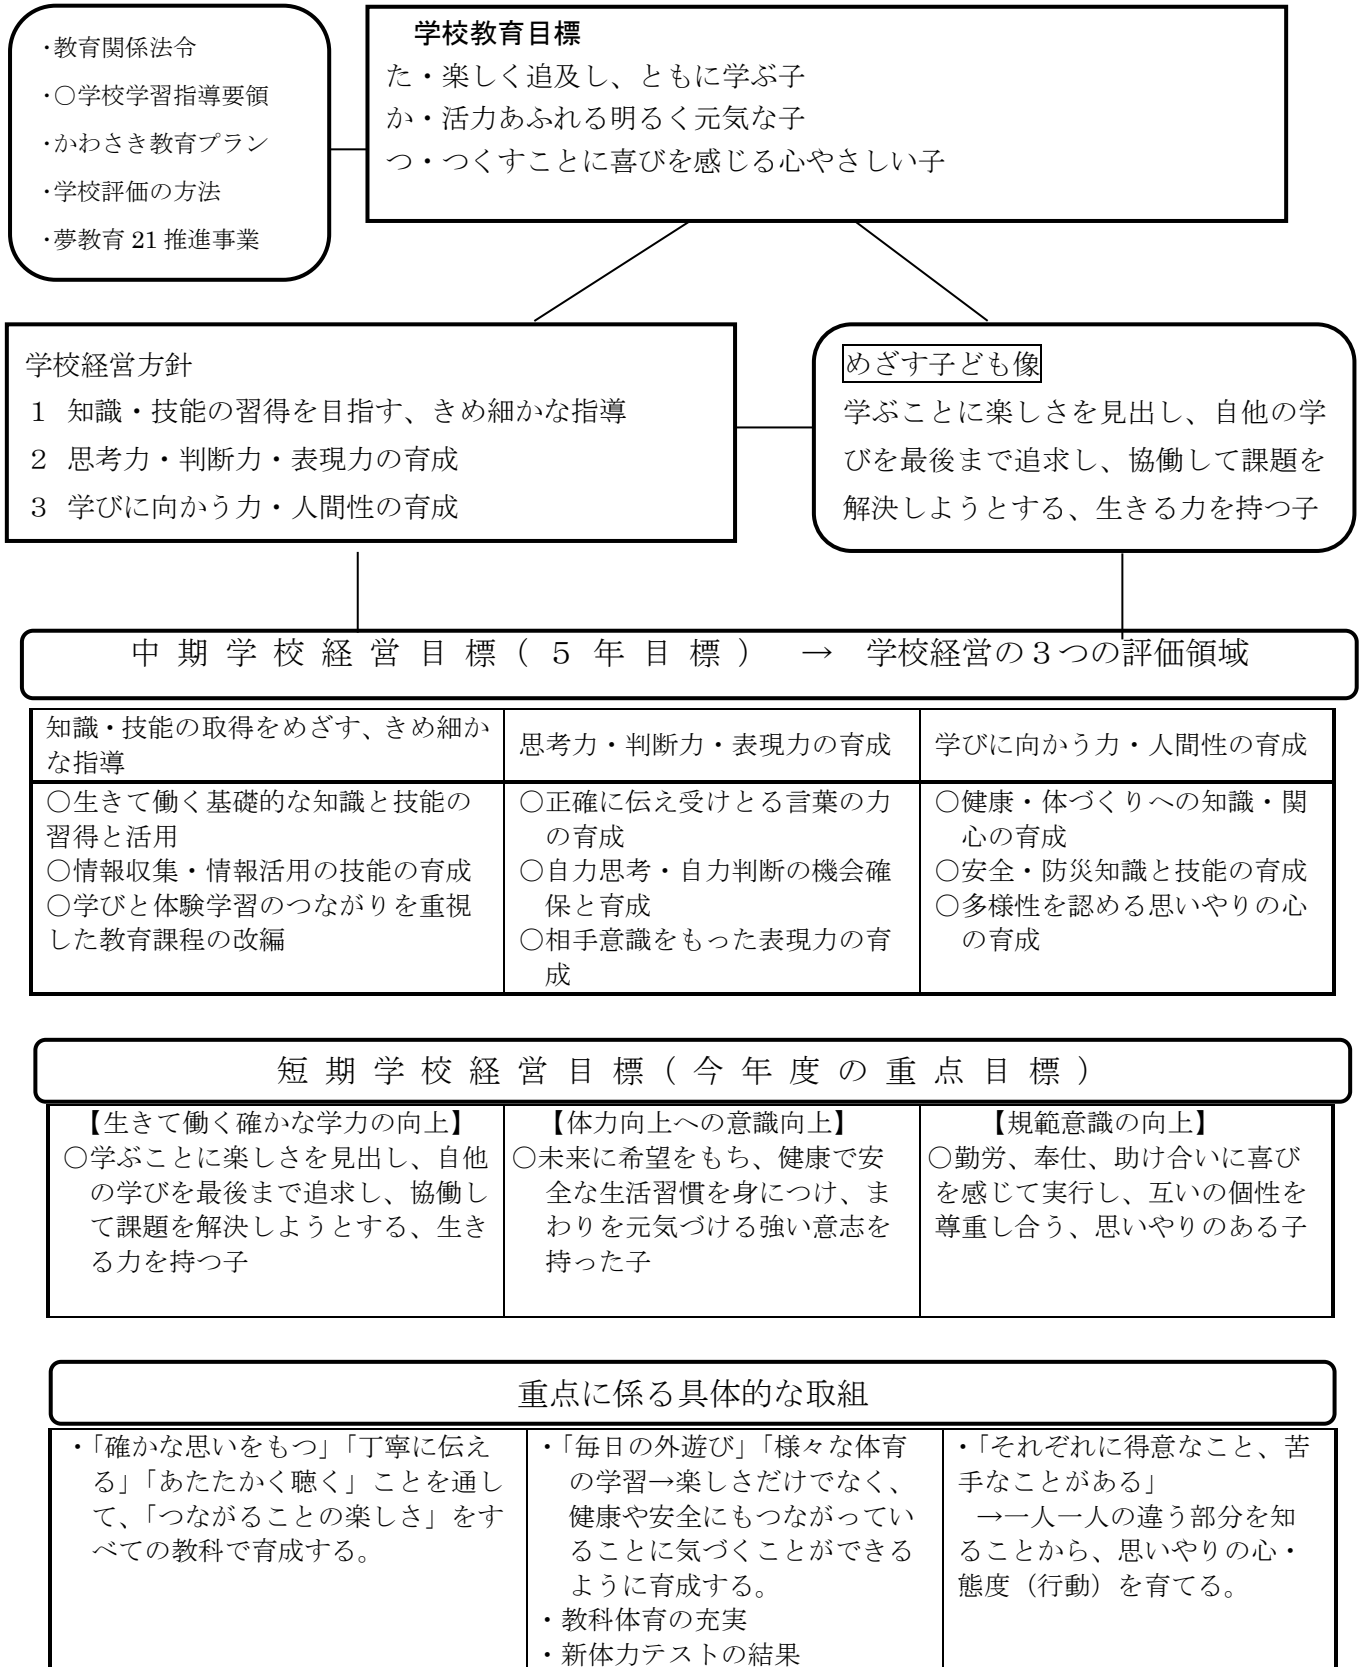 ・教育関係法令
・〇学校学習指導要領
・かわさき教育プラン
・学校評価の方法
・夢教育 21 推進事業
学校教育目標
た・楽しく追及し、ともに学ぶ子
か・活力あふれる明るく元気な子
つ・つくすことに喜びを感じる心やさしい子
学校経営方針
１ 知識・技能の習得を目指す、きめ細かな指導
２ 思考力・判断力・表現力の育成
３ 学びに向かう力・人間性の育成
めざす子ども像
学ぶことに楽しさを見出し、自他の学
びを最後まで追求し、協働して課題を
解決しようとする、生きる力を持つ子
中 期 学 校 経 営 目 標 （ ５ 年 目 標 ） → 学校経営の３つの評価領域
知識・技能の取得をめざす、きめ細か
な指導
思考力・判断力・表現力の育成
学びに向かう力・人間性の育成
〇生きて働く基礎的な知識と技能の
習得と活用
〇情報収集・情報活用の技能の育成
〇学びと体験学習のつながりを重視
した教育課程の改編
〇正確に伝え受けとる言葉の力
の育成
〇自力思考・自力判断の機会確
保と育成
〇相手意識をもった表現力の育
成
〇健康・体づくりへの知識・関
心の育成
〇安全・防災知識と技能の育成
〇多様性を認める思いやりの心
の育成
短 期 学 校 経 営 目 標 （ 今 年 度 の 重 点 目 標 ）
【生きて働く確かな学力の向上】
〇学ぶことに楽しさを見出し、自他
の学びを最後まで追求し、協働し
て課題を解決しようとする、生き
る力を持つ子
【体力向上への意識向上】
〇未来に希望をもち、健康で安
全な生活習慣を身につけ、ま
わりを元気づける強い意志を
持った子
【規範意識の向上】
〇勤労、奉仕、助け合いに喜び
を感じて実行し、互いの個性を
尊重し合う、思いやりのある子
重点に係る具体的な取組
・「確かな思いをもつ」「丁寧に伝え
る」「あたたかく聴く」ことを通し
て、「つながることの楽しさ」をす
べての教科で育成する。
・「毎日の外遊び」「様々な体育
の学習→楽しさだけでなく、
健康や安全にもつながってい
ることに気づくことができる
ように育成する。
・教科体育の充実
・新体力テストの結果
・「それぞれに得意なこと、苦
手なことがある」
→一人一人の違う部分を知
ることから、思いやりの心・
態度（行動）を育てる。